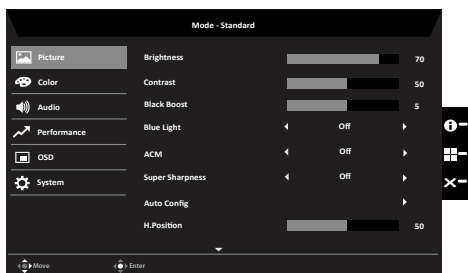 Mode - Standard
Picture
Color
Audio
Performance
OSD
System
Brightness 70
Contrast 50
Black Boost 5
Blue Light Off
ACM Off
Super Sharpness Off
Auto Config
H.Position 50
Move Enter